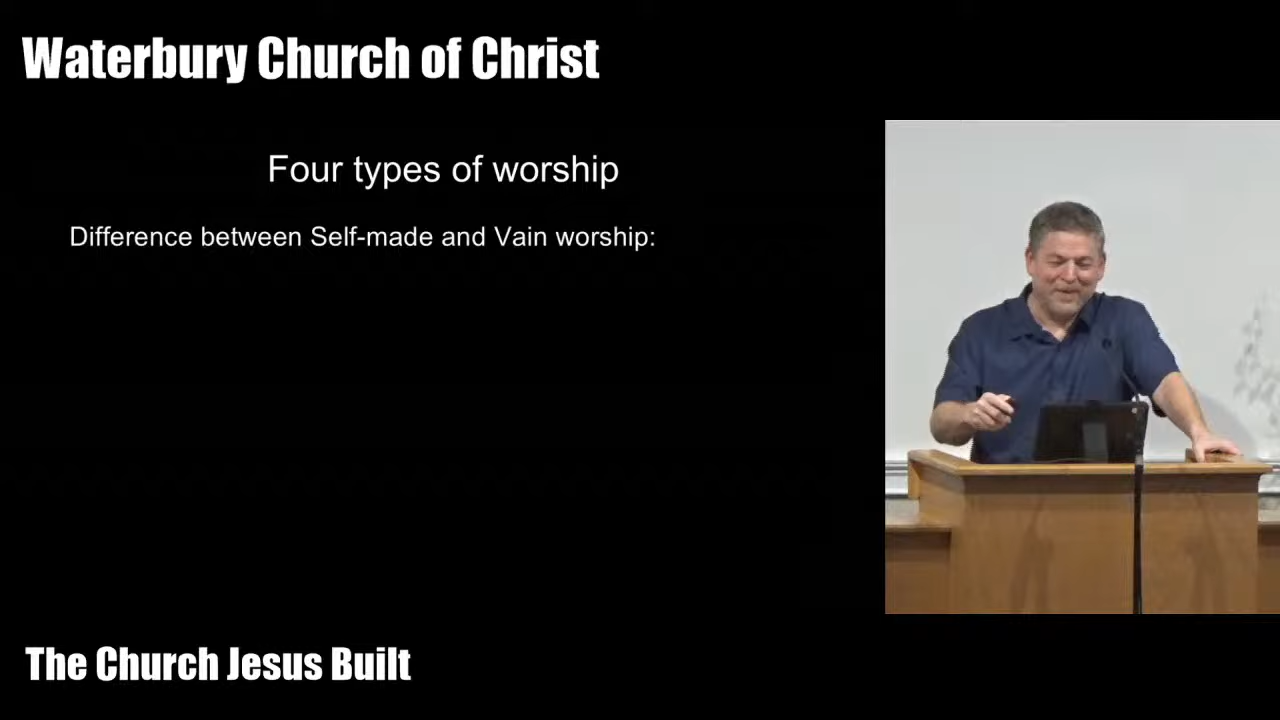 Waterbury Church of Christ
Four types of worship
Difference between Self-made and Vain worship:
The Church Jesus Built